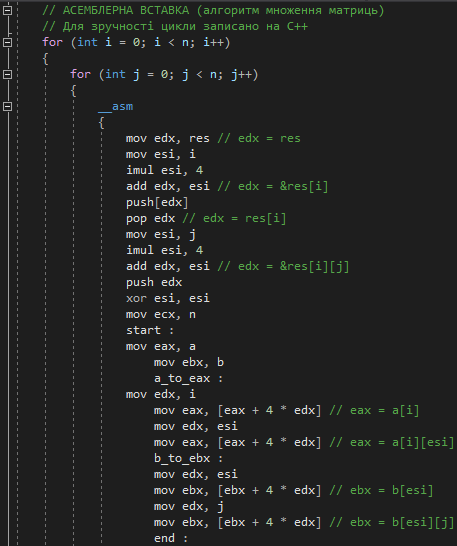 // АСЕМБЛЕРНА ВСТАВКА (алгоритм множення матриць)
// Для зручності цикли записано на C++
for (int i = 0; i < n; i++)
{
for (int j = 0; j < n; j++)
{
__asm
{
mov edx, res // edx = res
mov esi, i
imul esi, 4
add edx, esi // edx = &res[i]
push[edx]
pop edx // edx = res[i]
mov esi, j
imul esi, 4
add edx, esi // edx = &res[i][j]
push edx
xor esi, esi
mov ecx, n
start :
mov eax, a
mov ebx, b
a_to_eax :
mov edx, i
mov eax, [eax + 4 * edx] // eax = a[i]
mov edx, esi
mov eax, [eax + 4 * edx] // eax = a[i][esi]
b_to_ebx :
mov edx, esi
mov ebx, [ebx + 4 * edx] // ebx = b[esi]
mov edx, j
mov ebx, [ebx + 4 * edx] // ebx = b[esi][j]
end :